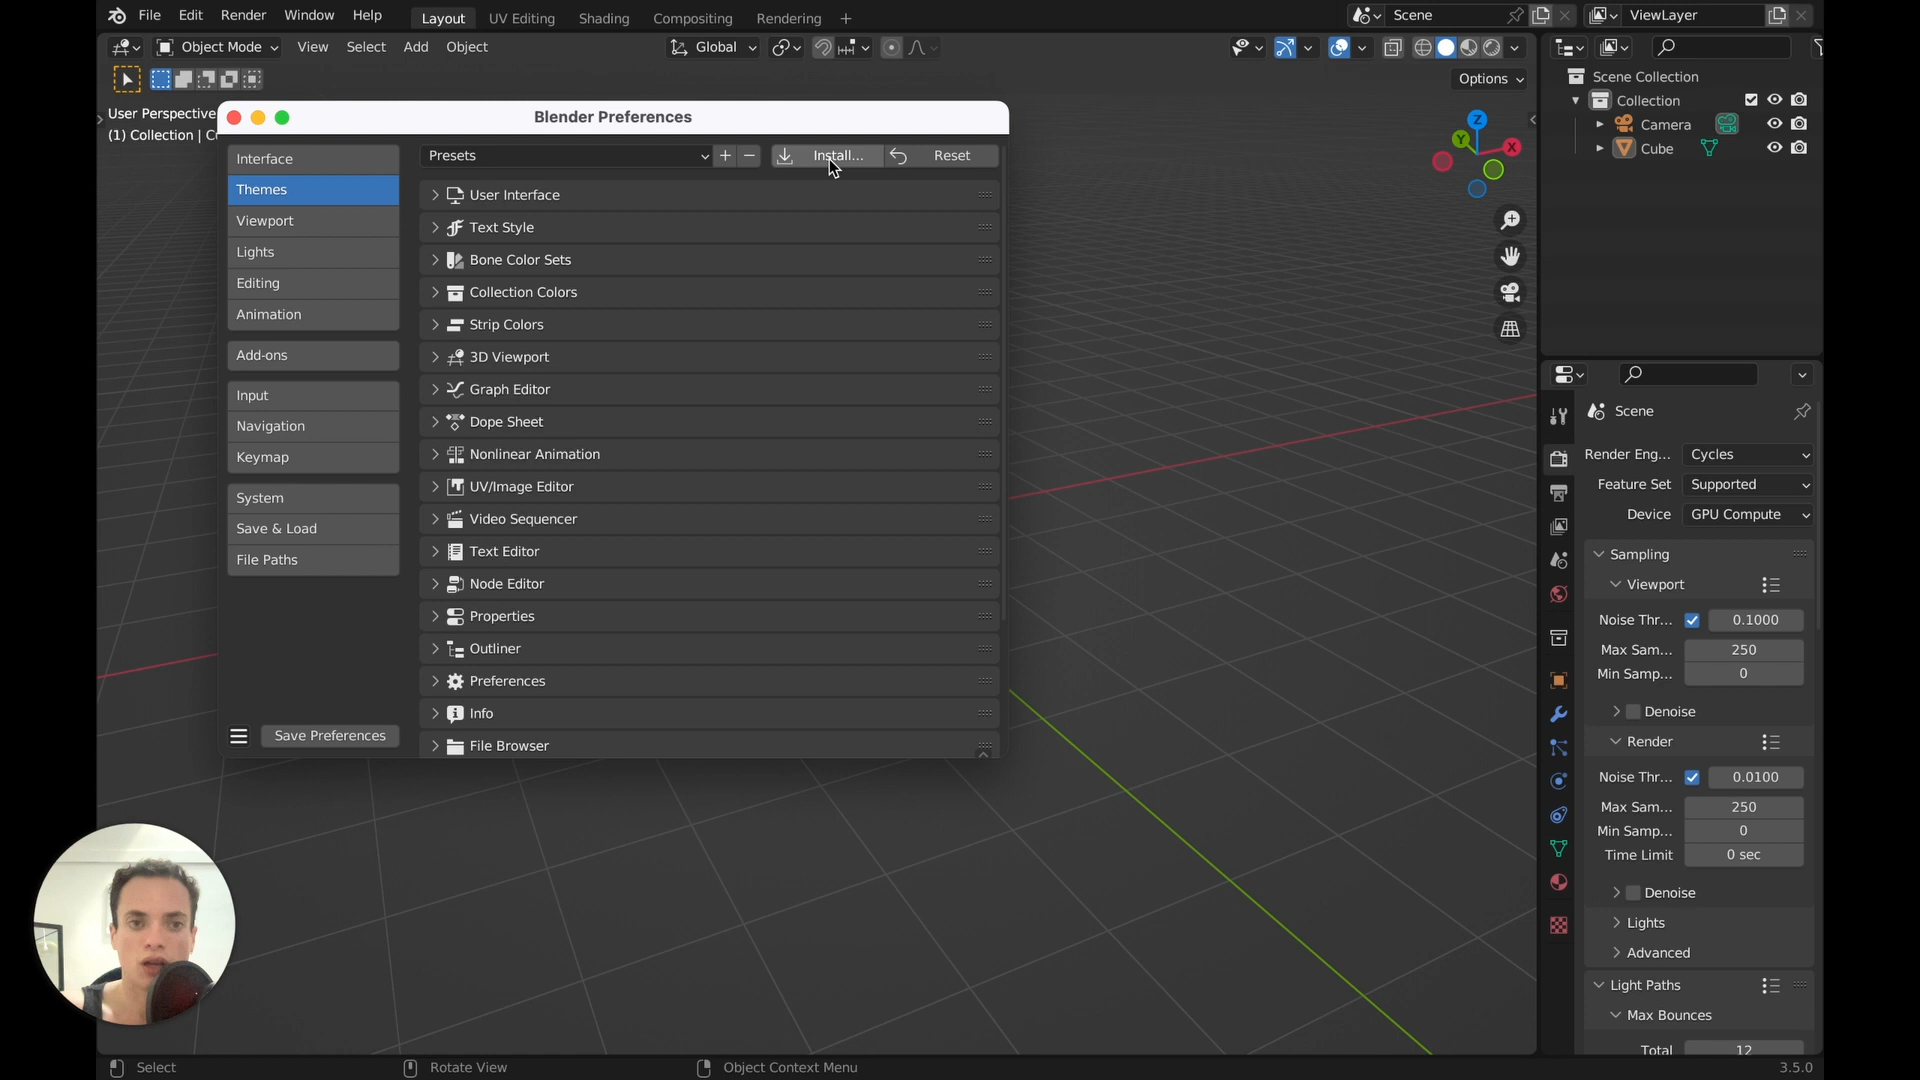 File Edit Render Window Help Layout UV Editing Shading Compositing Rendering + Scene ViewLayer
Object Mode View Select Add Object Global
Options
User Perspective
(1) Collection | C
Blender Preferences
Interface
Themes
Viewport
Lights
Editing
Animation
Add-ons
Input
Navigation
Keymap
System
Save & Load
File Paths
Save Preferences
Presets Install... Reset
User Interface
Text Style
Bone Color Sets
Collection Colors
Strip Colors
3D Viewport
Graph Editor
Dope Sheet
Nonlinear Animation
UV/Image Editor
Video Sequencer
Text Editor
Node Editor
Properties
Outliner
Preferences
Info
File Browser
Z
Y
X
Scene Collection
Collection
Camera
Cube
Scene
Render Eng... Cycles
Feature Set Supported
Device GPU Compute
Sampling
Viewport
Noise Thr... 0.1000
Max Sam... 250
Min Samp... 0
Denoise
Render
Noise Thr... 0.0100
Max Sam... 250
Min Samp... 0
Time Limit 0 sec
Denoise
Lights
Advanced
Light Paths
Max Bounces
Total 12
Select Rotate View Object Context Menu 3.5.0